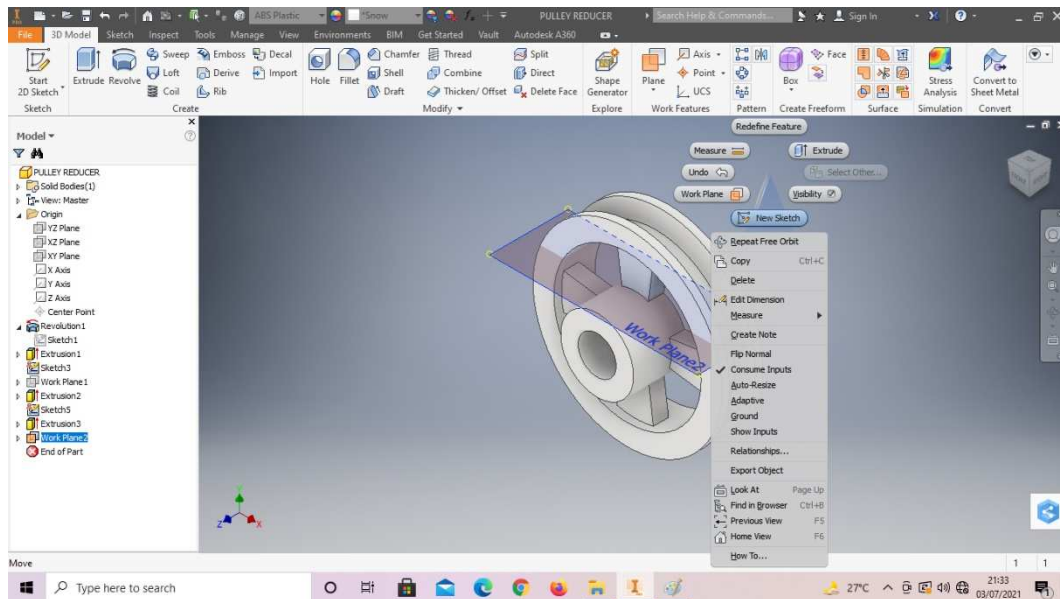 ABS Plastic
*Snow
PULLEY REDUCER
Search Help & Commands...
Sign In
File 3D Model Sketch Inspect Tools Manage View Environments BIM Get Started Vault Autodesk A360
Start 2D Sketch
Extrude Revolve
Sweep Emboss Decal
Loft Derive Import
Coil Rib
Hole Fillet
Chamfer Thread Split
Shell Combine Direct
Draft Thicken/ Offset Delete Face
Shape Generator
Plane
Axis
Point
UCS
Box
Face
Stress Analysis
Convert to Sheet Metal
Sketch Create Modify Explore Work Features Pattern Create Freeform Surface Simulation Convert
Model
PULLEY REDUCER
Solid Bodies(1)
View: Master
Origin
YZ Plane
XZ Plane
XY Plane
X Axis
Y Axis
Z Axis
Center Point
Revolution1
Sketch1
Extrusion1
Sketch3
Work Plane1
Extrusion2
Sketch5
Extrusion3
Work Plane2
End of Part
Redefine Feature
Measure
Extrude
Undo
Select Other...
Work Plane
Visibility
New Sketch
Work Plane2
Repeat Free Orbit
Copy Ctrl+C
Delete
Edit Dimension
Measure
Create Note
Flip Normal
Consume Inputs
Auto-Resize
Adaptive
Ground
Show Inputs
Relationships...
Export Object
Look At Page Up
Find in Browser Ctrl+B
Previous View F5
Home View F6
How To...
Y
Z X
Move
1 1
Type here to search
27°C
21:33
03/07/2021